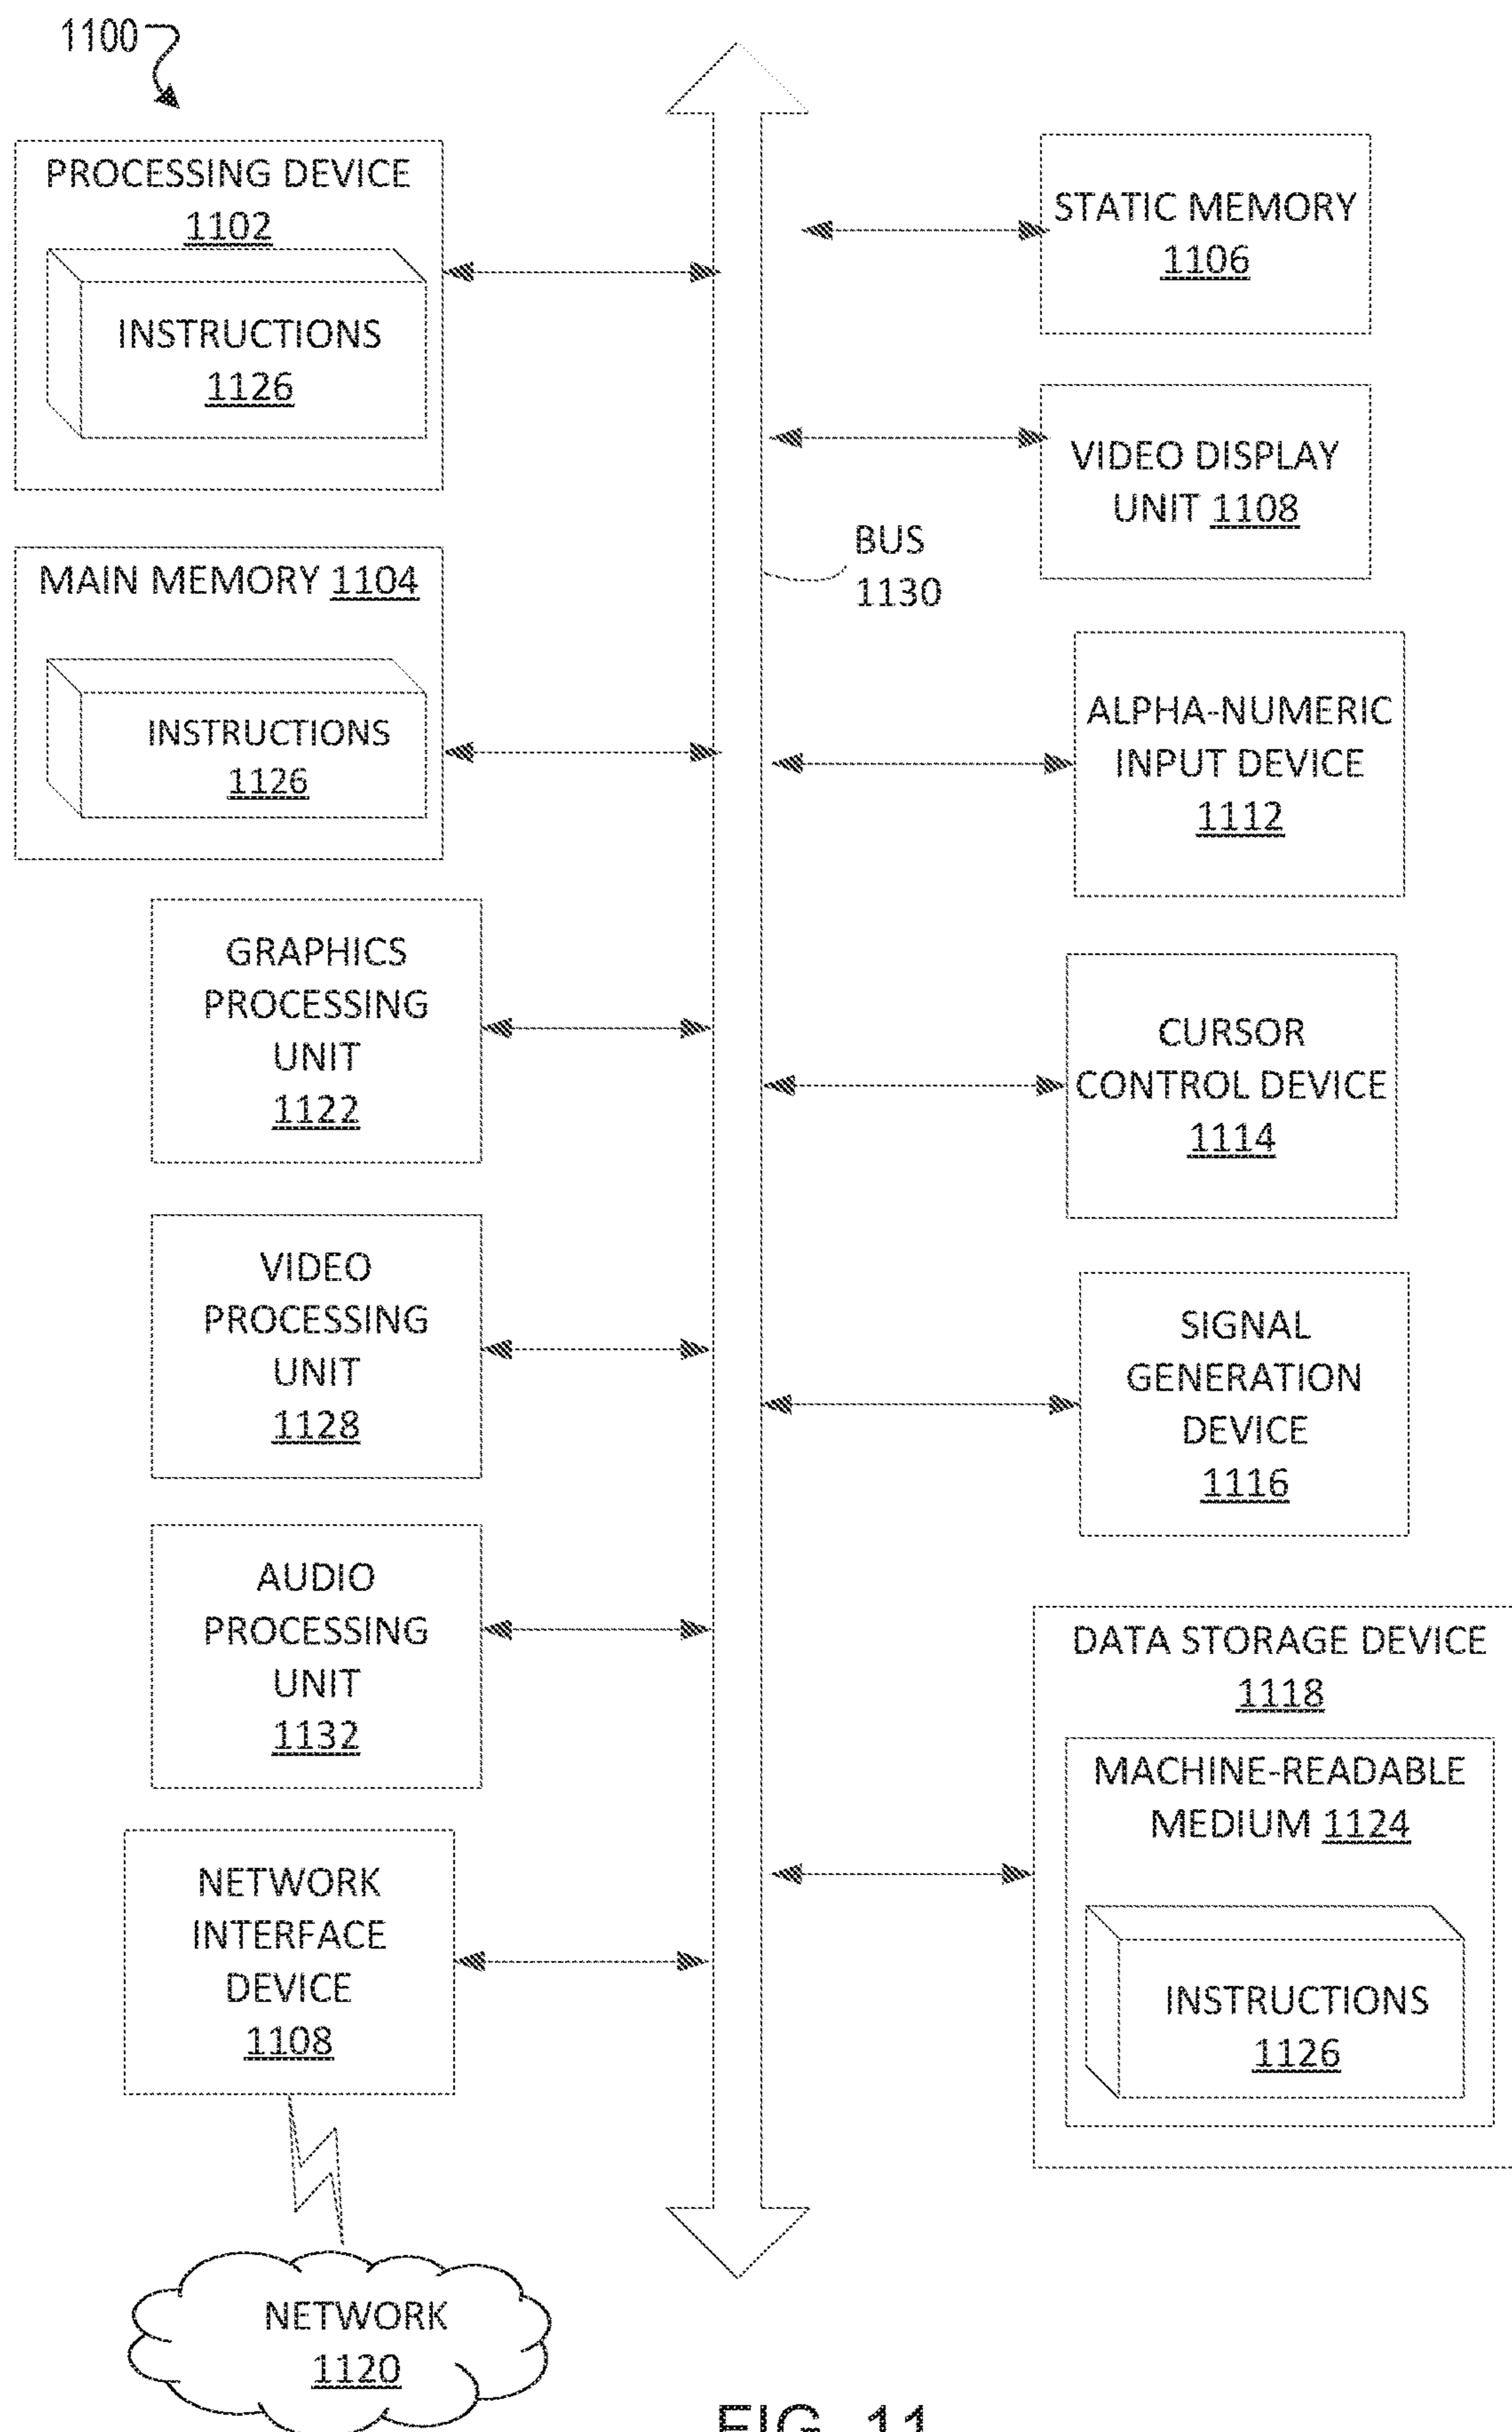 1100
PROCESSING DEVICE
1102
INSTRUCTIONS
1126
MAIN MEMORY 1104
INSTRUCTIONS
1126
GRAPHICS
PROCESSING
UNIT
1122
VIDEO
PROCESSING
UNIT
1128
AUDIO
PROCESSING
UNIT
1132
NETWORK
INTERFACE
DEVICE
1108
NETWORK
1120
BUS
1130
STATIC MEMORY
1106
VIDEO DISPLAY
UNIT 1108
ALPHA-NUMERIC
INPUT DEVICE
1112
CURSOR
CONTROL DEVICE
1114
SIGNAL
GENERATION
DEVICE
1116
DATA STORAGE DEVICE
1118
MACHINE-READABLE
MEDIUM 1124
INSTRUCTIONS
1126
FIG. 11